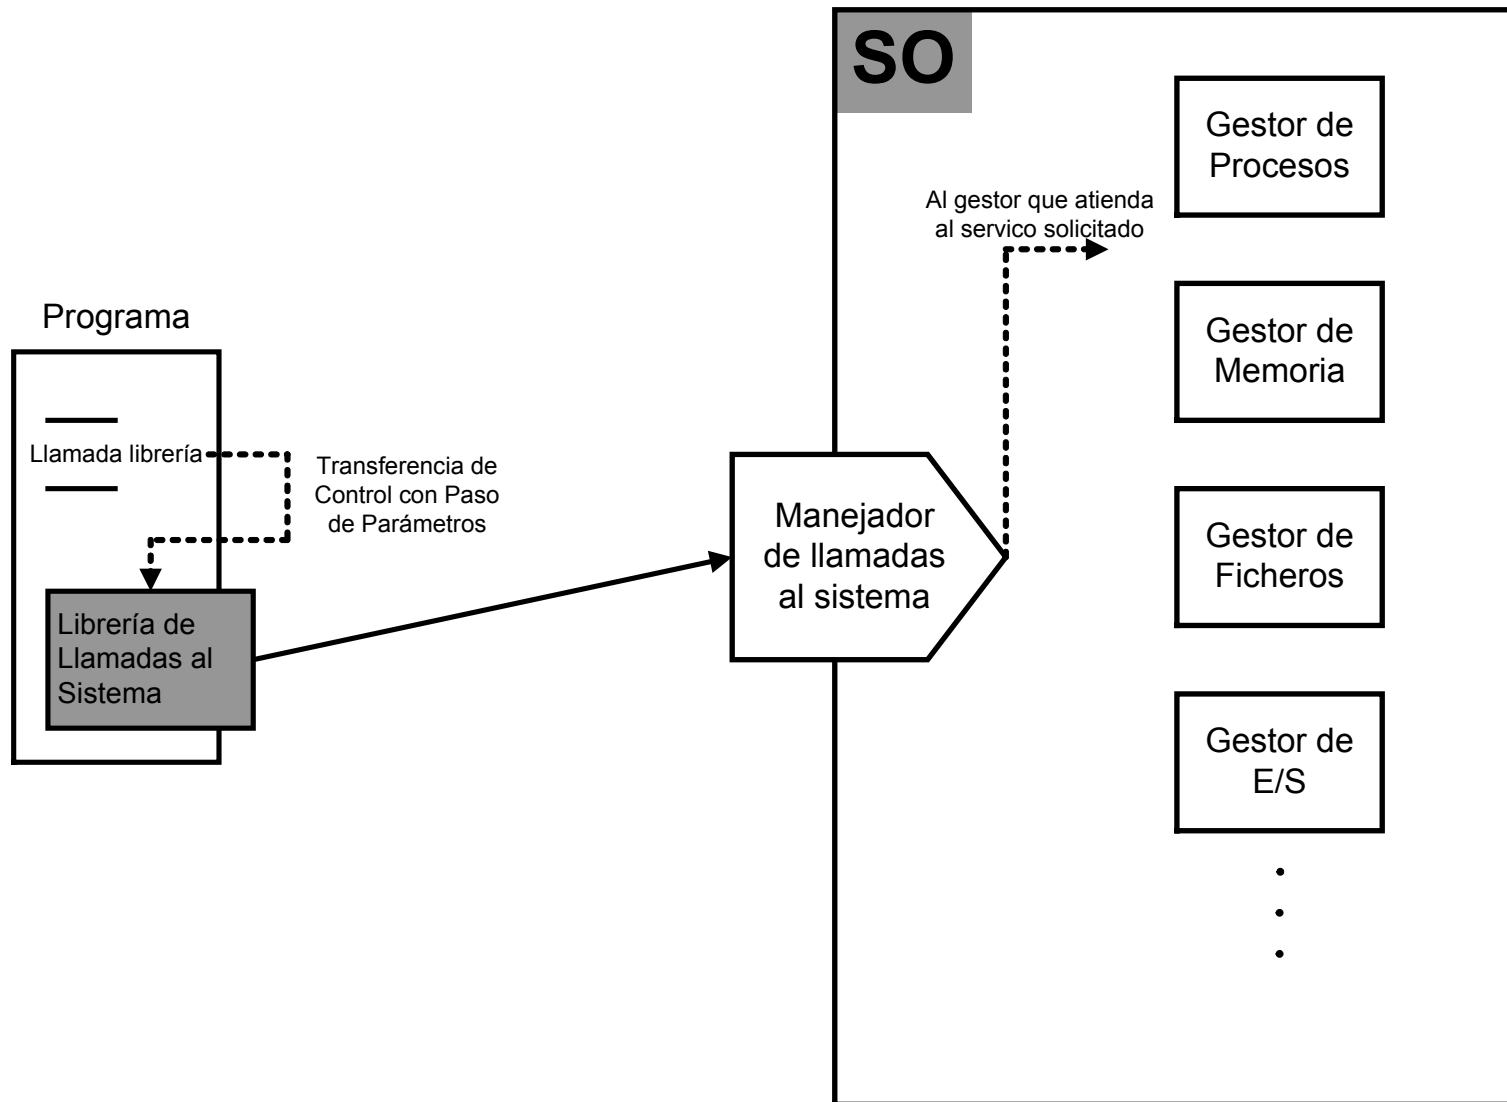 SO
Gestor de
Procesos
Al gestor que atienda
al servico solicitado
Gestor de
Memoria
Programa
Llamada librería
Transferencia de
Control con Paso
de Parámetros
Manejador
de llamadas
al sistema
Gestor de
Ficheros
Librería de
Llamadas al
Sistema
Gestor de
E/S